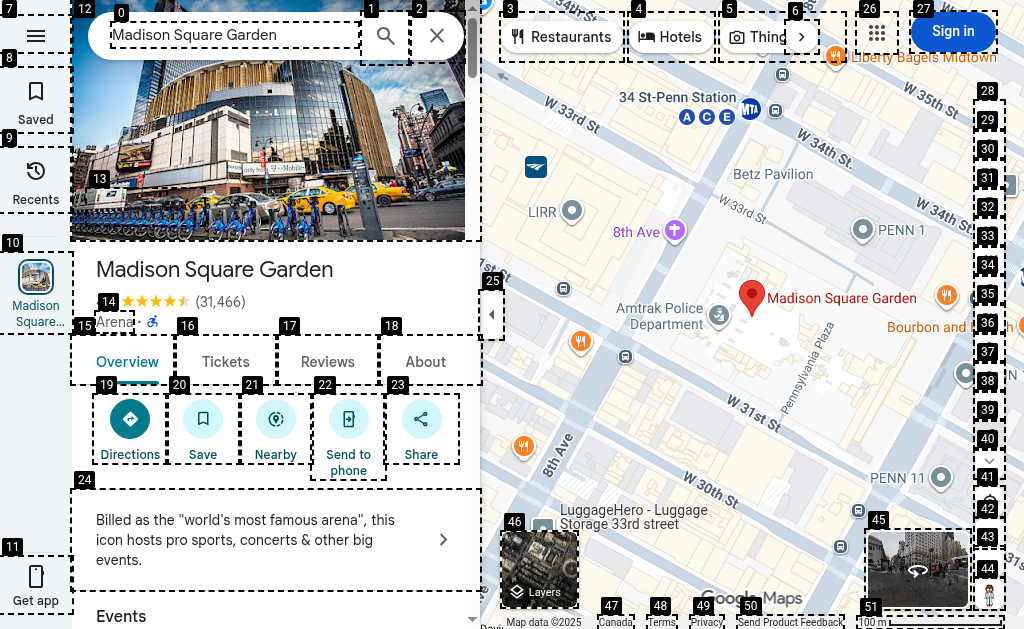 7
8
Saved
9
Recents
10
Madison
Square...
11
Get app
12
0
Madison Square Garden
1
2
13
Madison Square Garden
14
(31,466)
Arena
15
Overview
16
Tickets
17
Reviews
18
About
19
Directions
20
Save
21
Nearby
22
Send to
phone
23
Share
24
Billed as the "world's most famous arena", this
icon hosts pro sports, concerts & other big
events.
Events
25
3
Restaurants
4
Hotels
5
Thing
6
26
27
Sign in
Liberty Bagels Midtown
34 St-Penn Station
A C E
MTA
W 33rd St
W 35th St
W 34th St.
W 34th St
Betz Pavilion
W 33rd St
LIRR
8th Ave
PENN 1
1st St
Madison Square Garden
Amtrak Police
Department
Bourbon and
Pennsylvania Plaza
W 31st St
8th Ave
W 30th St
PENN 11
LuggageHero - Luggage
Storage 33rd street
28
29
30
31
32
33
34
35
36
37
38
39
40
41
42
43
44
45
46
Layers
Google Maps
47
48
49
50
51
Map data ©2025
Canada
Terms
Privacy
Send Product Feedback
100 m